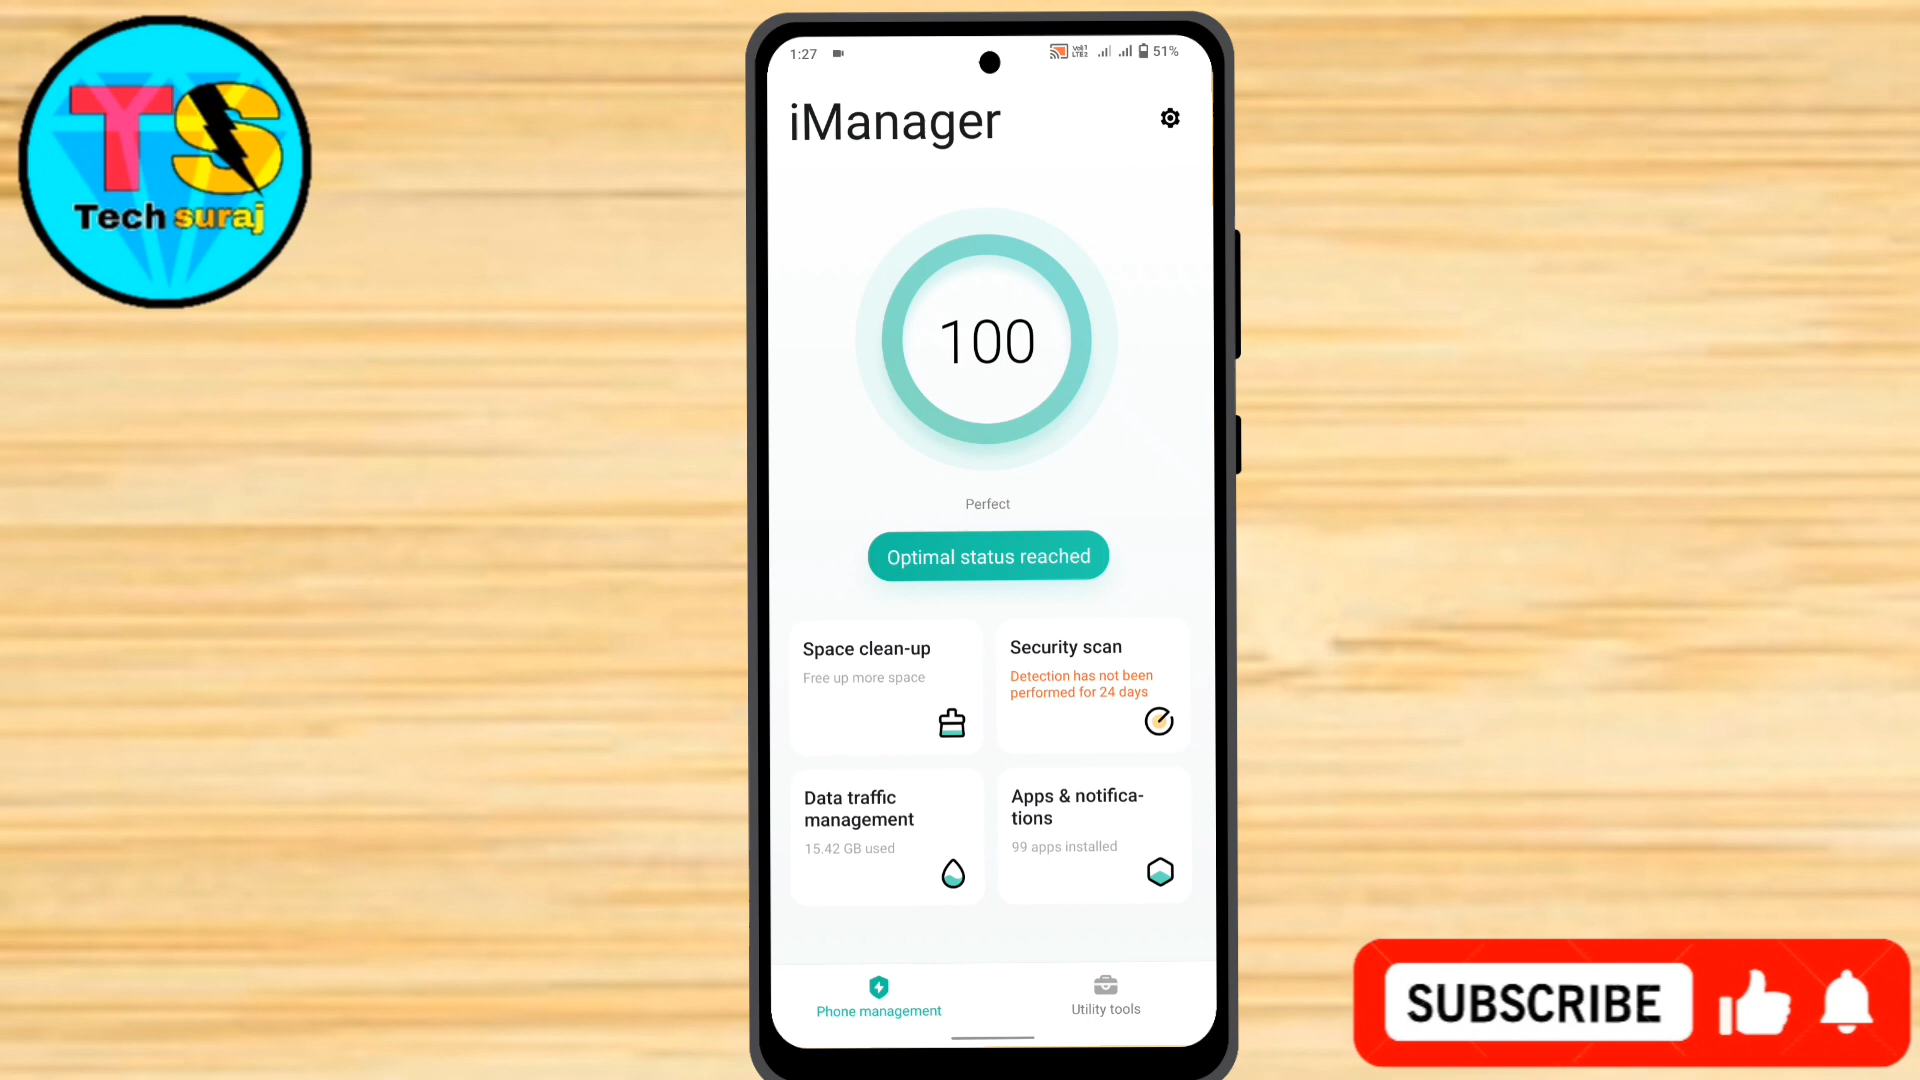 TS
Tech suraj
1:27
51%
iManager
100
Perfect
Optimal status reached
Space clean-up
Free up more space
Security scan
Detection has not been
performed for 24 days
Data traffic
management
15.42 GB used
Apps & notifica-
tions
99 apps installed
Phone management
Utility tools
SUBSCRIBE